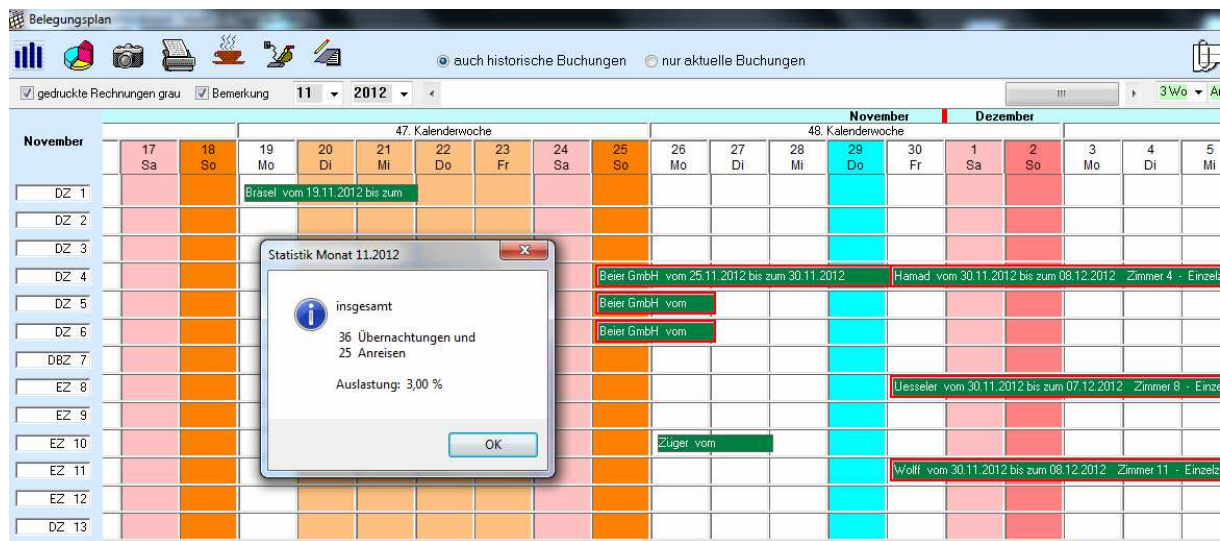 Belegungsplan
auch historische Buchungen nur aktuelle Buchungen
gedruckte Rechnungen grau Bemerkung 11 2012 3 Wo
November Dezember
47. Kalenderwoche 48. Kalenderwoche
November
17 18 19 20 21 22 23 24 25 26 27 28 29 30 1 2 3 4 5
Sa So Mo Di Mi Do Fr Sa So Mo Di Mi Do Fr Sa So Mo Di Mi
DZ 1 Bräsel vom 19.11.2012 bis zum
DZ 2
DZ 3
DZ 4 Beier GmbH vom 25.11.2012 bis zum 30.11.2012 Hamad vom 30.11.2012 bis zum 08.12.2012 Zimmer 4 - Einzelz
DZ 5 Beier GmbH vom
DZ 6 Beier GmbH vom
DBZ 7
EZ 8 Uesseler vom 30.11.2012 bis zum 07.12.2012 Zimmer 8 - Einze
EZ 9
EZ 10 Züger vom
EZ 11 Wolff vom 30.11.2012 bis zum 08.12.2012 Zimmer 11 - Einzelz
EZ 12
DZ 13
Statistik Monat 11.2012
insgesamt
36 Übernachtungen und
25 Anreisen
Auslastung: 3,00 %
OK